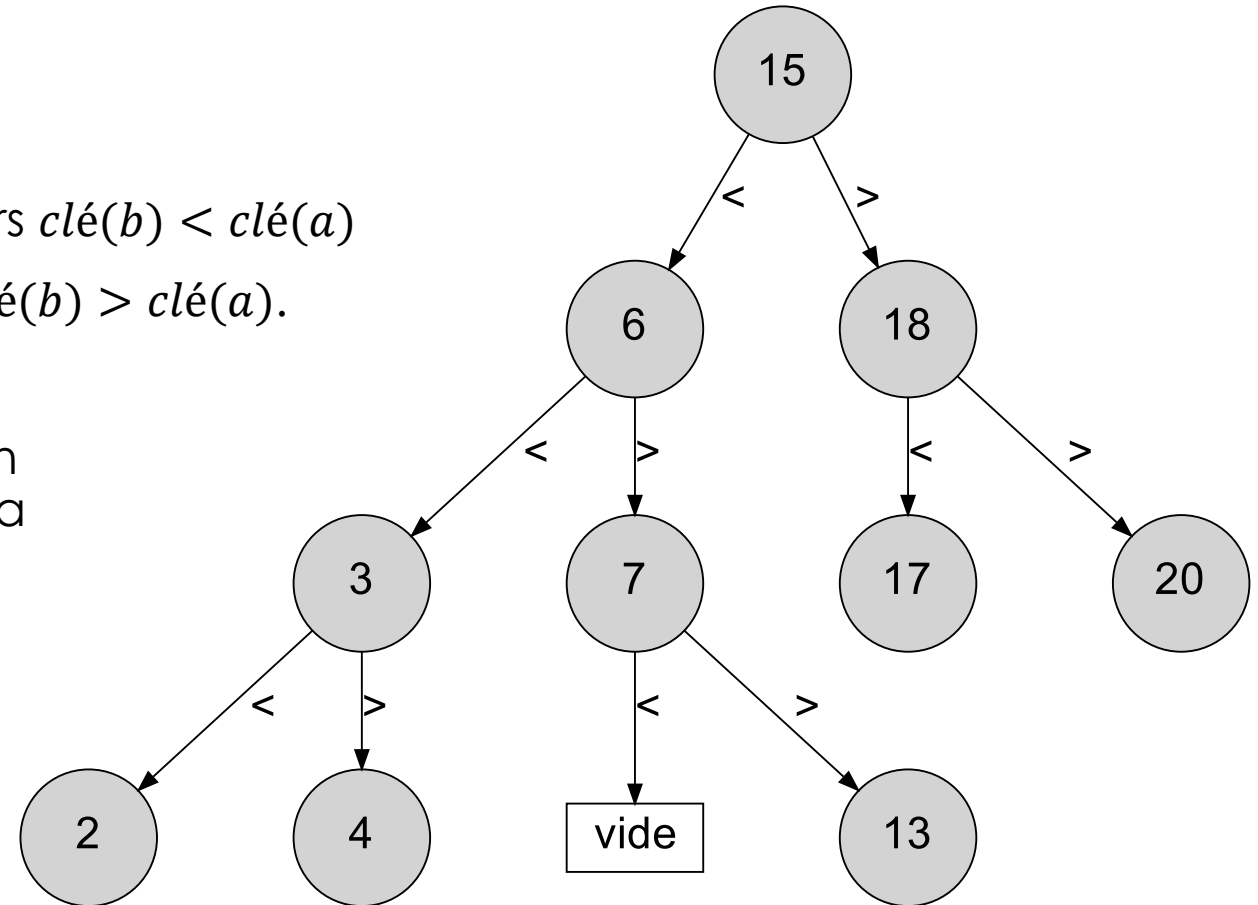 15
< >
rs clé(b) < clé(a)
é(b) > clé(a).
6 18
< > < >
n
a
3 7 17 20
< > < >
2 4 vide 13